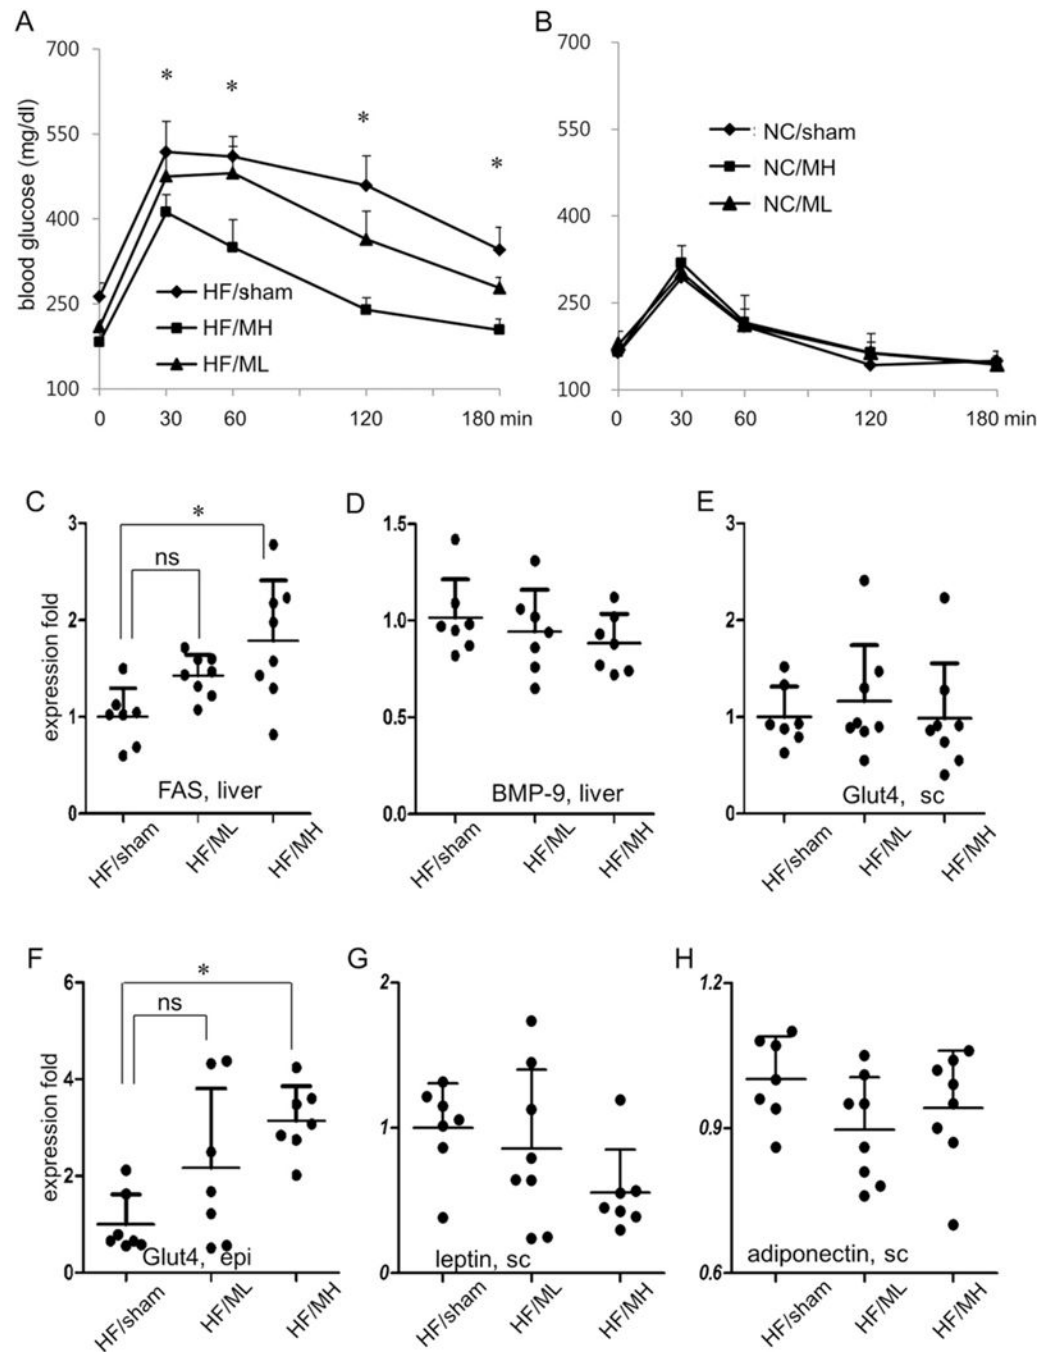 A
700
550
400
250
100
blood glucose (mg/dl)
* * * *
HF/sham
HF/MH
HF/ML
0 30 60 120 180 min
B
700
550
400
250
100
: NC/sham
NC/MH
NC/ML
0 30 60 120 180 min
C
3
2
1
0
expression fold
*
ns
FAS, liver
HF/sham HF/ML HF/MH
D
1.5
1.0
0.5
0.0
BMP-9, liver
HF/sham HF/ML HF/MH
E
3
2
1
0
Glut4, sc
HF/sham HF/ML HF/MH
F
6
4
2
0
expression fold
*
ns
Glut4, epi
HF/sham HF/ML HF/MH
G
2
1
0
leptin, sc
HF/sham HF/ML HF/MH
H
1.2
0.9
0.6
adiponectin, sc
HF/sham HF/ML HF/MH